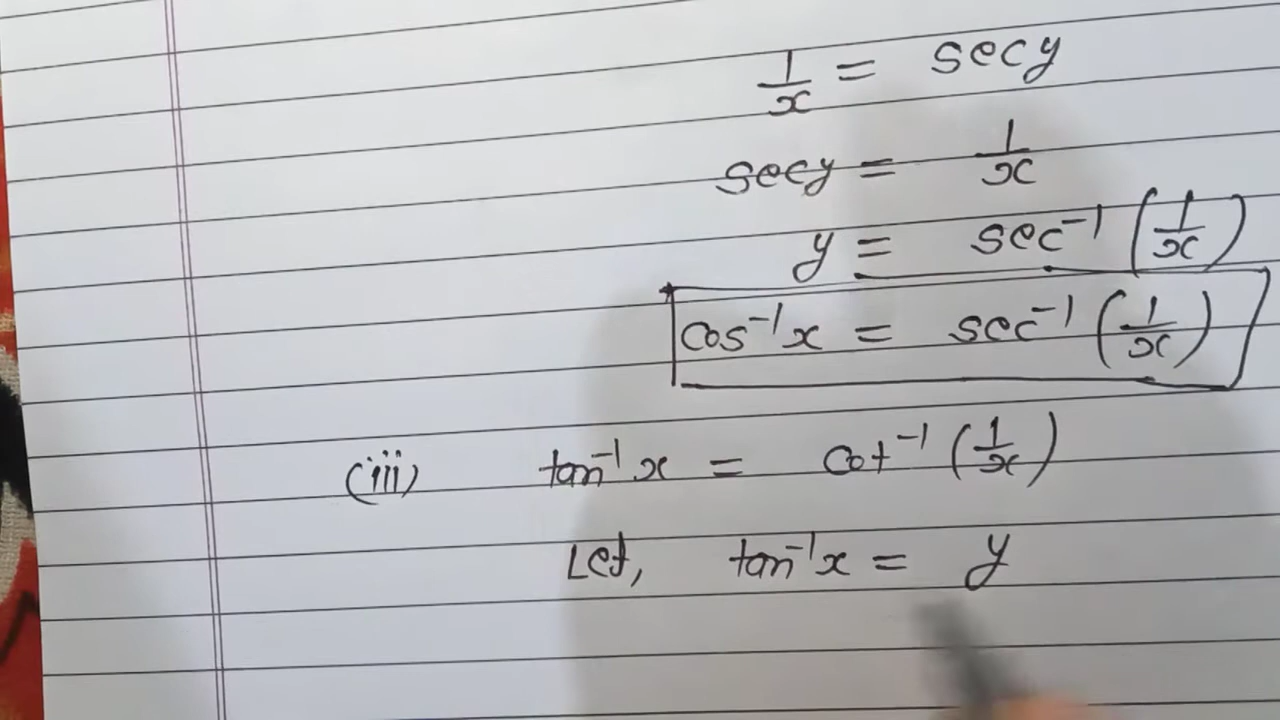 1/x = secy
secy = 1/x
y = sec⁻¹ (1/x)
cos⁻¹x = sec⁻¹ (1/x)
(iii) tan⁻¹x = cot⁻¹ (1/x)
Let, tan⁻¹x = y